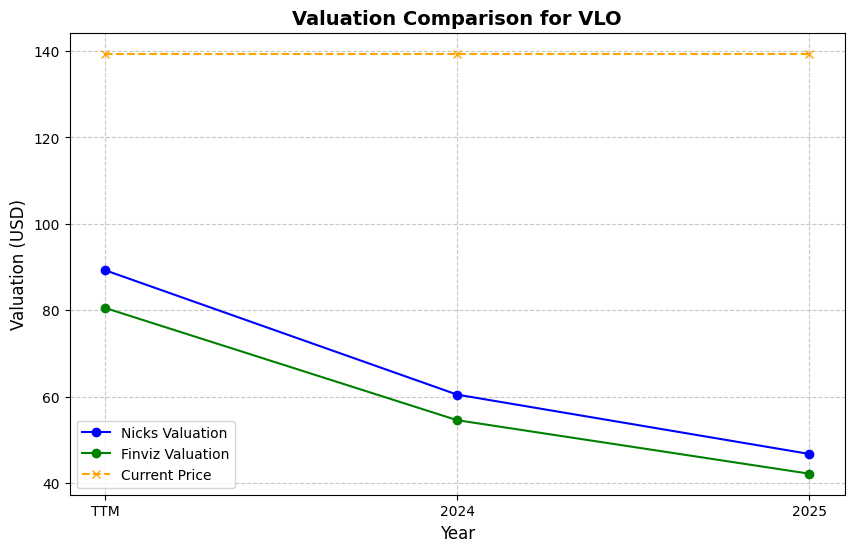 Valuation Comparison for VLO
Valuation (USD)
140
120
100
80
60
40
Nicks Valuation
Finviz Valuation
Current Price
TTM
2024
2025
Year